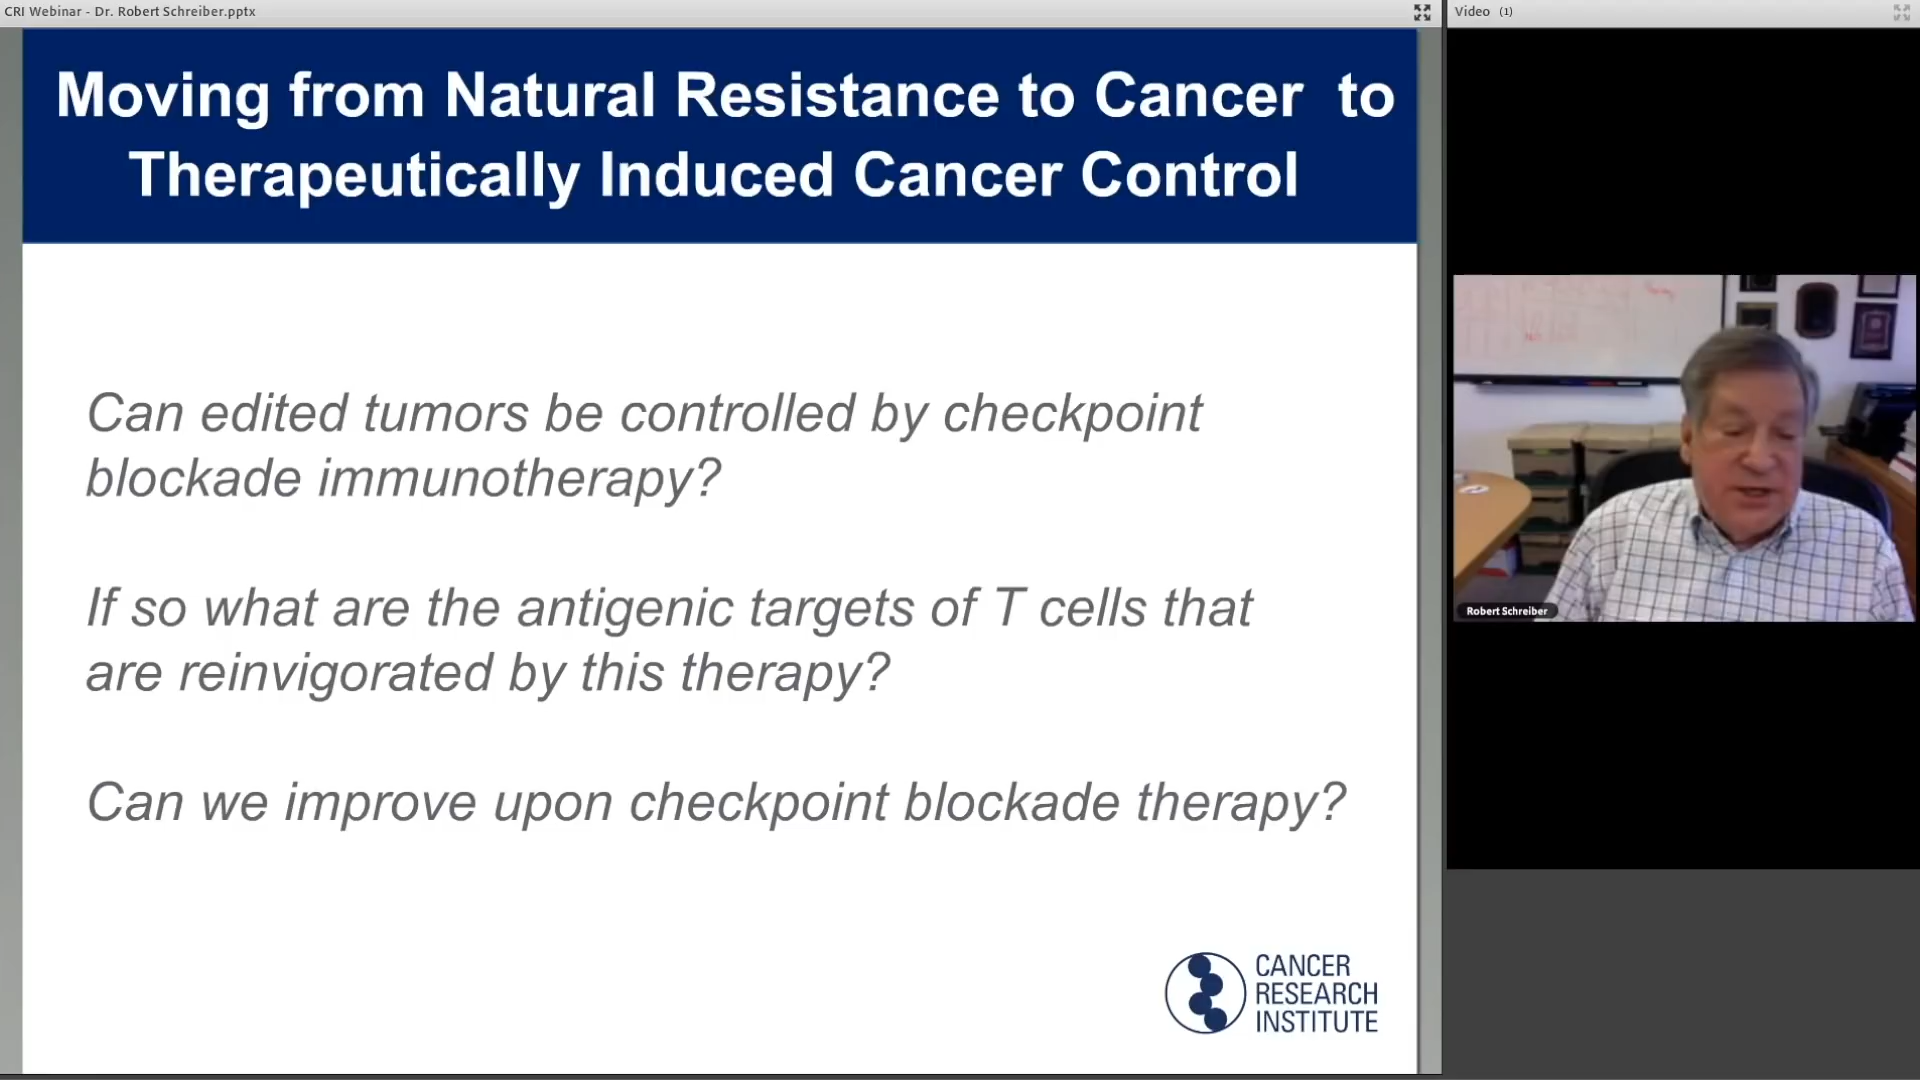 CRI Webinar - Dr. Robert Schreiber.pptx
Video (1)
Moving from Natural Resistance to Cancer to
Therapeutically Induced Cancer Control
Can edited tumors be controlled by checkpoint
blockade immunotherapy?
If so what are the antigenic targets of T cells that
are reinvigorated by this therapy?
Can we improve upon checkpoint blockade therapy?
CANCER
RESEARCH
INSTITUTE
Robert Schreiber